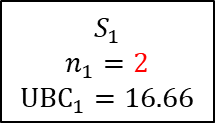 S₁
n₁ = 2
UBC₁ = 16.66